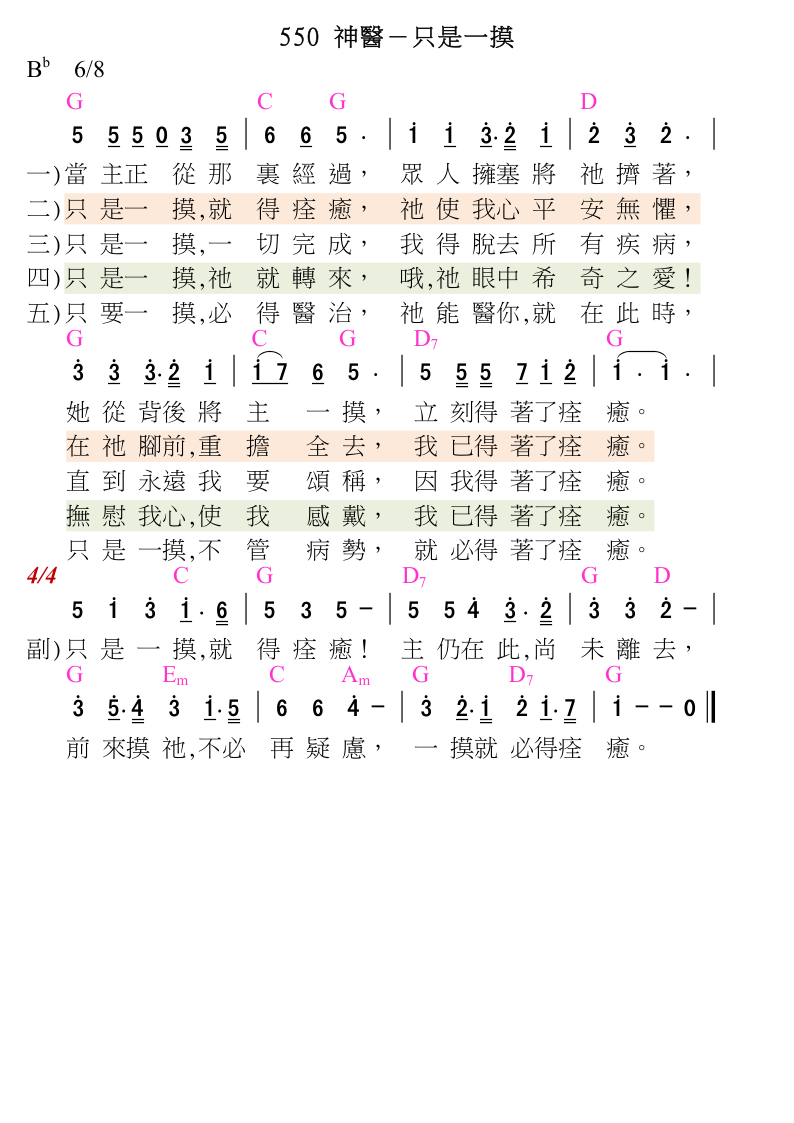 550 神醫－只是一摸
Bb 6/8
G C G D
5 5 5 0 3 5 | 6 6 5 . | 1̇ 1̇ 3̇. 2̇ 1̇ | 2̇ 3̇ 2̇ . |
一)當 主正 從 那 裏 經 過， 眾 人 擁塞 將 祂 擠 著，
二)只 是一 摸,就 得 痊 癒， 祂 使 我心 平 安 無 懼，
三)只 是一 摸,一 切 完 成， 我 得 脫去 所 有 疾 病，
四)只 是一 摸,祂 就 轉 來， 哦,祂 眼中 希 奇 之 愛！
五)只 要一 摸,必 得 醫 治， 祂 能 醫你,就 在 此 時，
G C G D7 G
3̇ 3̇ 3̇. 2̇ 1̇ | 1̇ 7 6 5 . | 5 5 5 7 1̇ 2̇ | 1̇ . 1̇ . |
她 從 背後 將 主 一 摸， 立 刻得 著了痊 癒。
在 祂 腳前,重 擔 全 去， 我 已得 著了痊 癒。
直 到 永遠 我 要 頌 稱， 因 我得 著了痊 癒。
撫 慰 我心,使 我 感 戴， 我 已得 著了痊 癒。
只 是 一摸,不 管 病 勢， 就 必得 著了痊 癒。
4/4 C G D7 G D
5 1̇ 3̇ 1̇. 6 | 5 3 5 － | 5 5 4̇ 3̇. 2̇ | 3̇ 3̇ 2̇ － |
副)只 是 一 摸,就 得 痊 癒！ 主 仍在 此,尚 未 離 去，
G Em C Am G D7 G
3̇ 5̇. 4̇ 3̇ 1̇. 5 | 6 6 4̇ － | 3̇ 2̇. 1̇ 2̇ 1̇. 7 | 1̇ － － 0 ‖
前 來摸 祂,不必 再 疑 慮， 一 摸就 必得痊 癒。